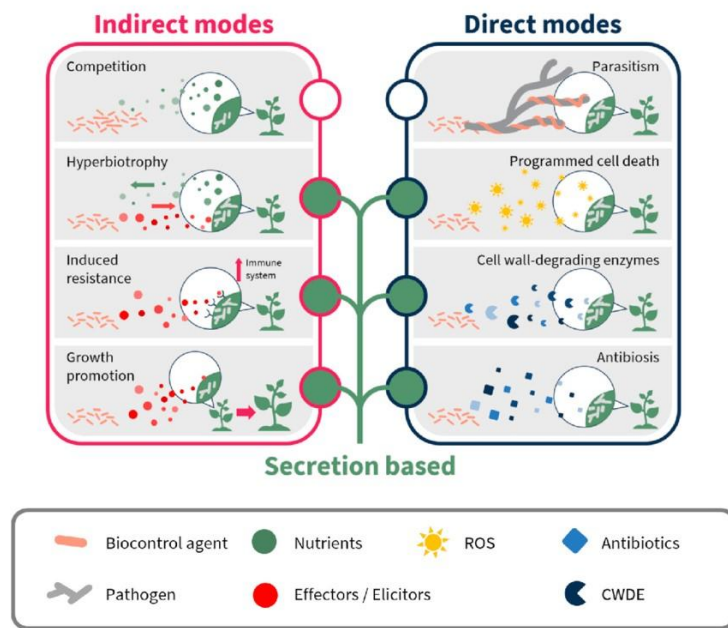 Indirect modes
Competition
Hyperbiotrophy
Induced
resistance
Immune
system
Growth
promotion
Direct modes
Parasitism
Programmed cell death
Cell wall-degrading enzymes
Antibiosis
Secretion based
Biocontrol agent
Nutrients
ROS
Antibiotics
Pathogen
Effectors / Elicitors
CWDE